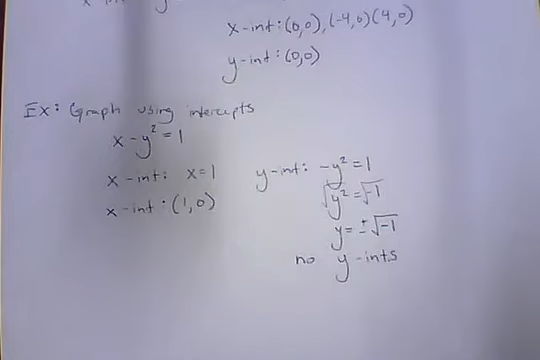 x-int: (0,0), (-4,0) (4,0)
y-int: (0,0)
Ex: Graph using intercepts
x - y² = 1
x-int: x=1
x-int: (1,0)
y-int: -y² = 1
√y² = √-1
y = ±√-1
no y-ints